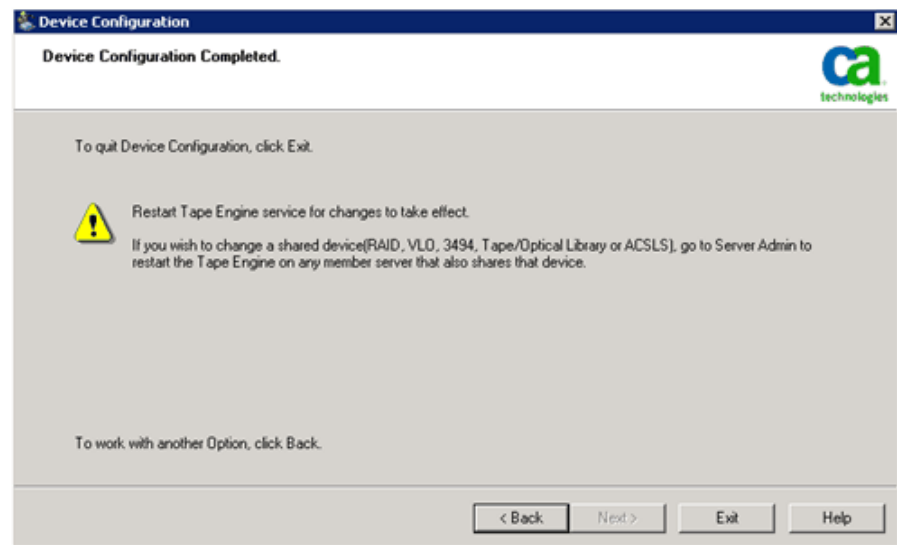 Device Configuration
Device Configuration Completed.
ca
technologies
To quit Device Configuration, click Exit.
Restart Tape Engine service for changes to take effect.
If you wish to change a shared device(RAID, VLO, 3494, Tape/Optical Library or ACSLS), go to Server Admin to
restart the Tape Engine on any member server that also shares that device.
To work with another Option, click Back.
< Back
Next >
Exit
Help